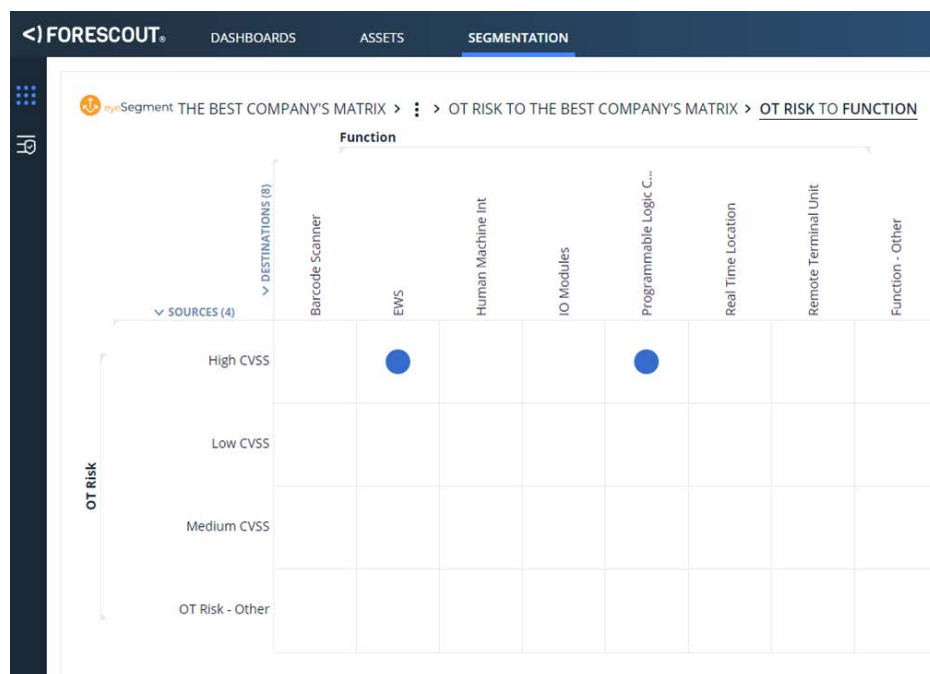 <) FORESCOUT®
DASHBOARDS
ASSETS
SEGMENTATION
eyeSegment THE BEST COMPANY'S MATRIX > ⋮ > OT RISK TO THE BEST COMPANY'S MATRIX > OT RISK TO FUNCTION
Function
DESTINATIONS (8)
SOURCES (4)
Barcode Scanner
EWS
Human Machine Int
IO Modules
Programmable Logic C...
Real Time Location
Remote Terminal Unit
Function - Other
OT Risk
High CVSS
Low CVSS
Medium CVSS
OT Risk - Other